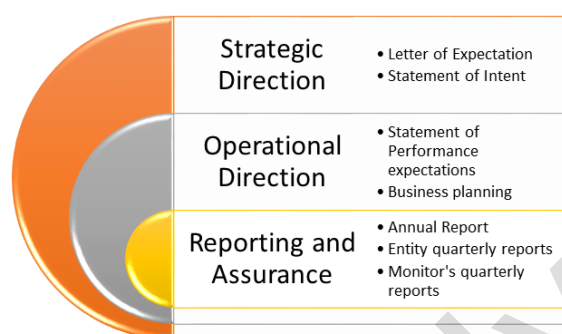 Strategic
Direction
• Letter of Expectation
• Statement of Intent
Operational
Direction
• Statement of
Performance
expectations
• Business planning
Reporting and
Assurance
• Annual Report
• Entity quarterly reports
• Monitor's quarterly
reports